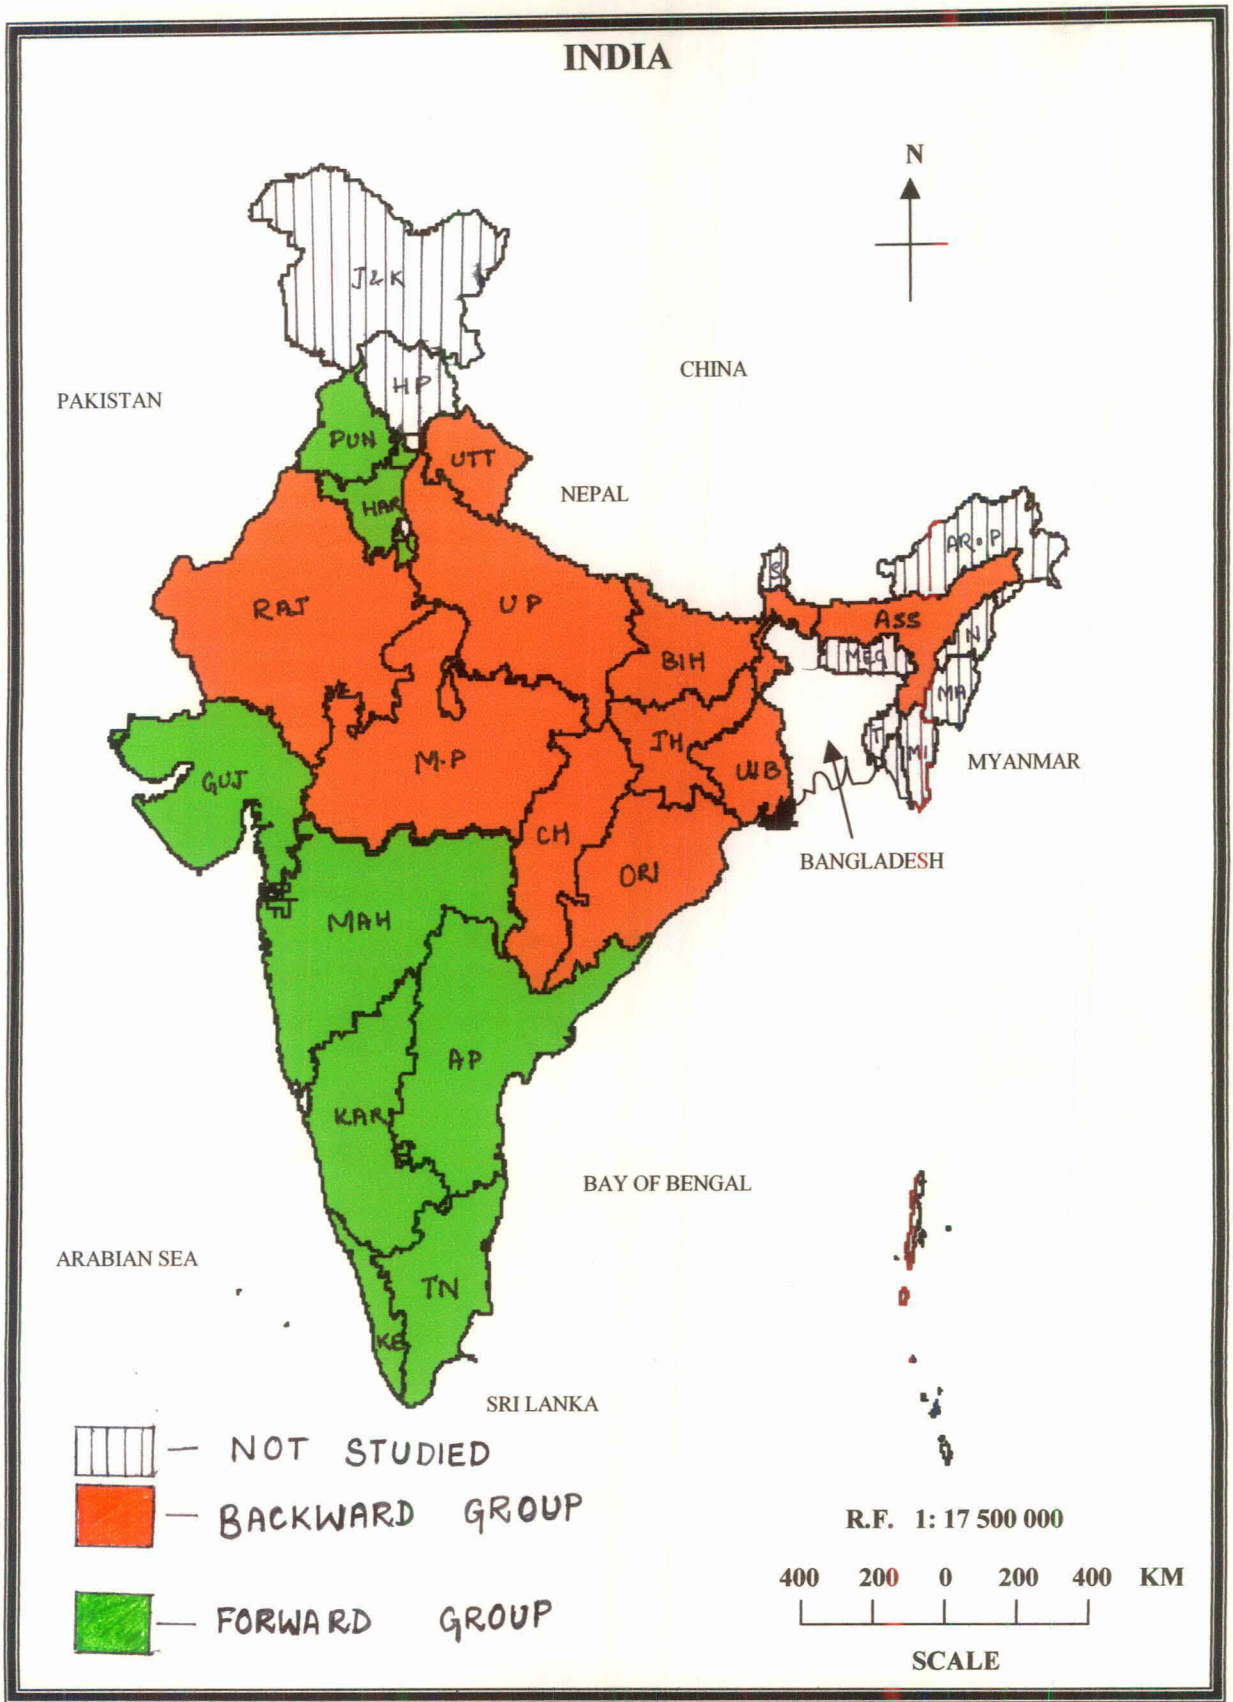 INDIA
N
J&K
CHINA
HP
PAKISTAN
PUN
UTT
NEPAL
HAR
AR.P
S
RAJ
UP
ASS
N
BIH
MEG
MA
JH
T
MI
M.P
WB
MYANMAR
GUJ
CH
BANGLADESH
ORI
MAH
AP
KAR
BAY OF BENGAL
ARABIAN SEA
TN
KE
SRI LANKA
NOT STUDIED
BACKWARD GROUP
R.F. 1: 17 500 000
400 200 0 200 400 KM
FORWARD GROUP
SCALE